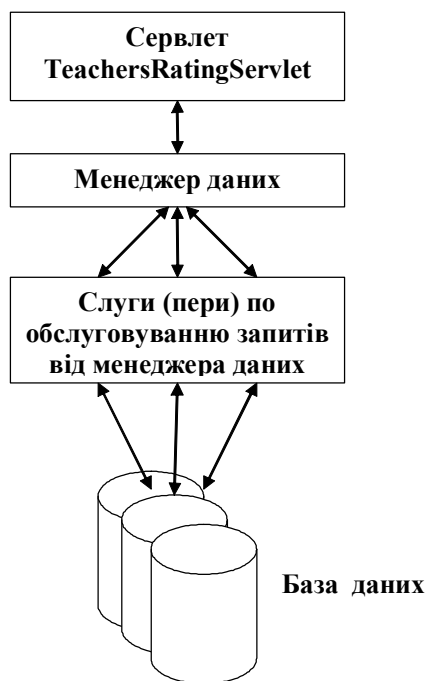 Сервлет
TeachersRatingServlet
Менеджер даних
Слуги (пери) по
обслуговуванню запитів
від менеджера даних
База даних